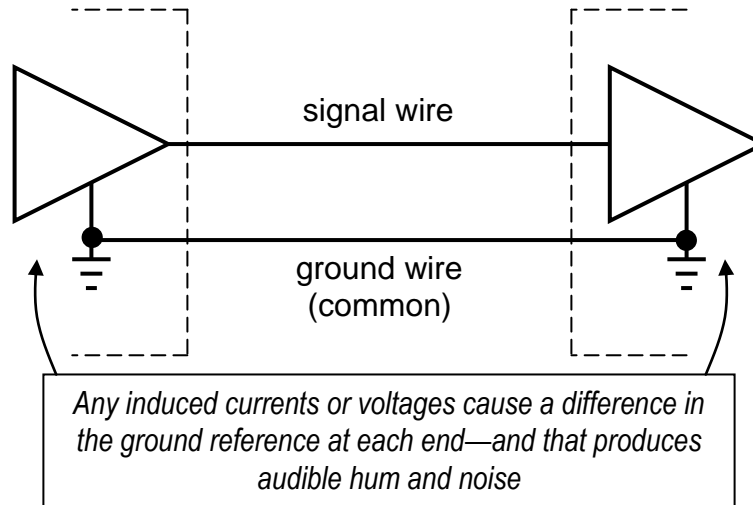 signal wire
ground wire
(common)
Any induced currents or voltages cause a difference in
the ground reference at each end—and that produces
audible hum and noise